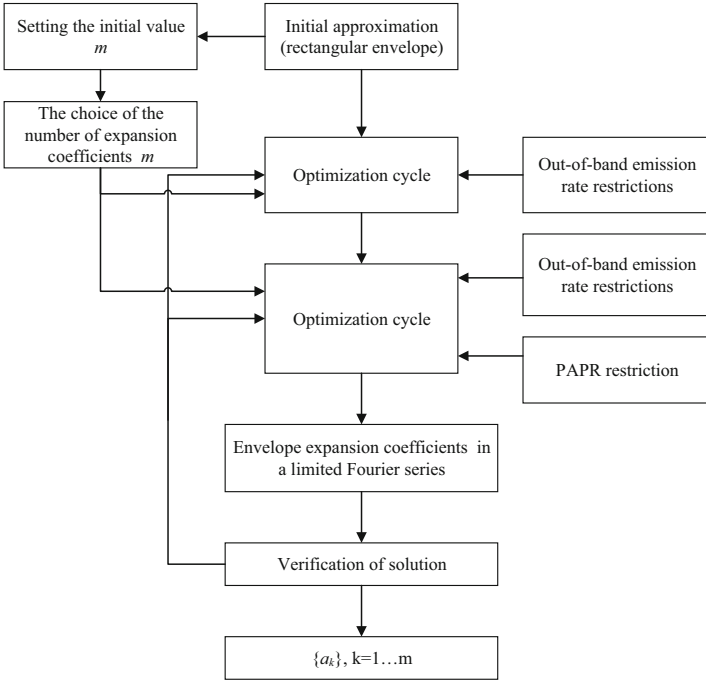 Setting the initial value
m
Initial approximation
(rectangular envelope)
The choice of the
number of expansion
coefficients m
Optimization cycle
Out-of-band emission
rate restrictions
Optimization cycle
Out-of-band emission
rate restrictions
PAPR restriction
Envelope expansion coefficients in
a limited Fourier series
Verification of solution
{aₖ}, k=1…m